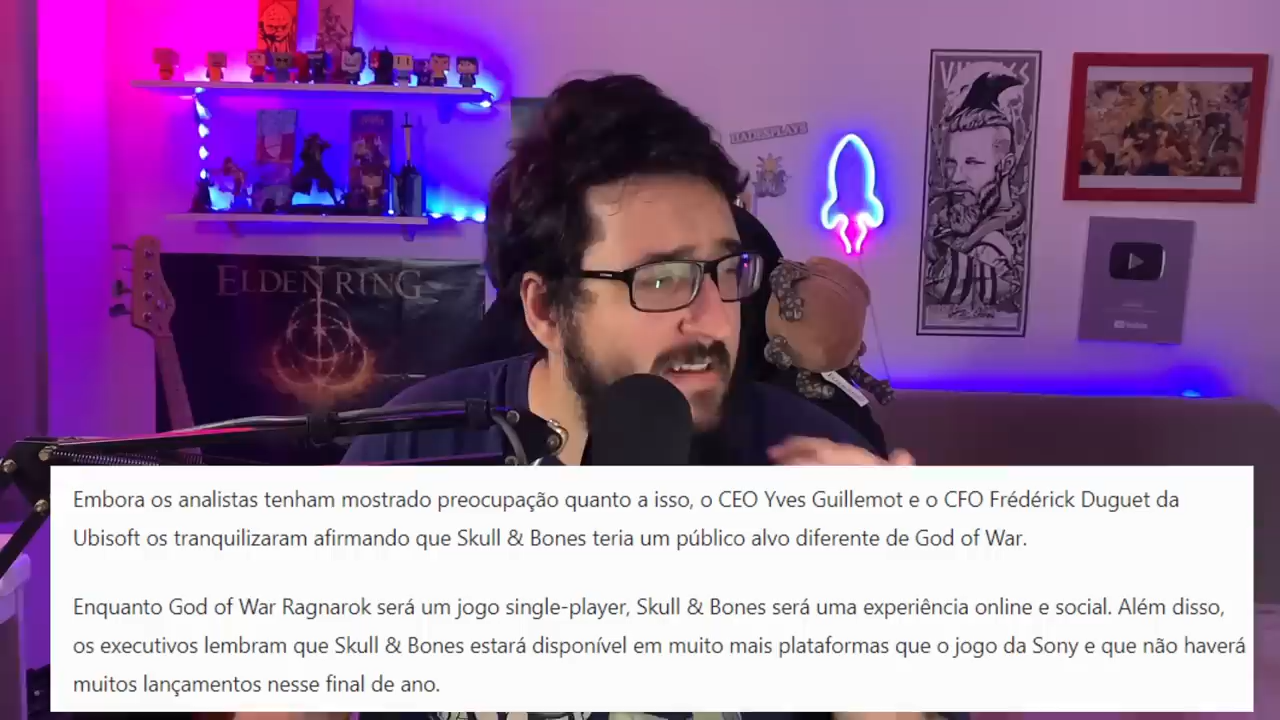 HADESPLAYS
VIKINGS
ELDEN RING
YouTube
Embora os analistas tenham mostrado preocupação quanto a isso, o CEO Yves Guillemot e o CFO Frédérick Duguet da
Ubisoft os tranquilizaram afirmando que Skull & Bones teria um público alvo diferente de God of War.
Enquanto God of War Ragnarok será um jogo single-player, Skull & Bones será uma experiência online e social. Além disso,
os executivos lembram que Skull & Bones estará disponível em muito mais plataformas que o jogo da Sony e que não haverá
muitos lançamentos nesse final de ano.